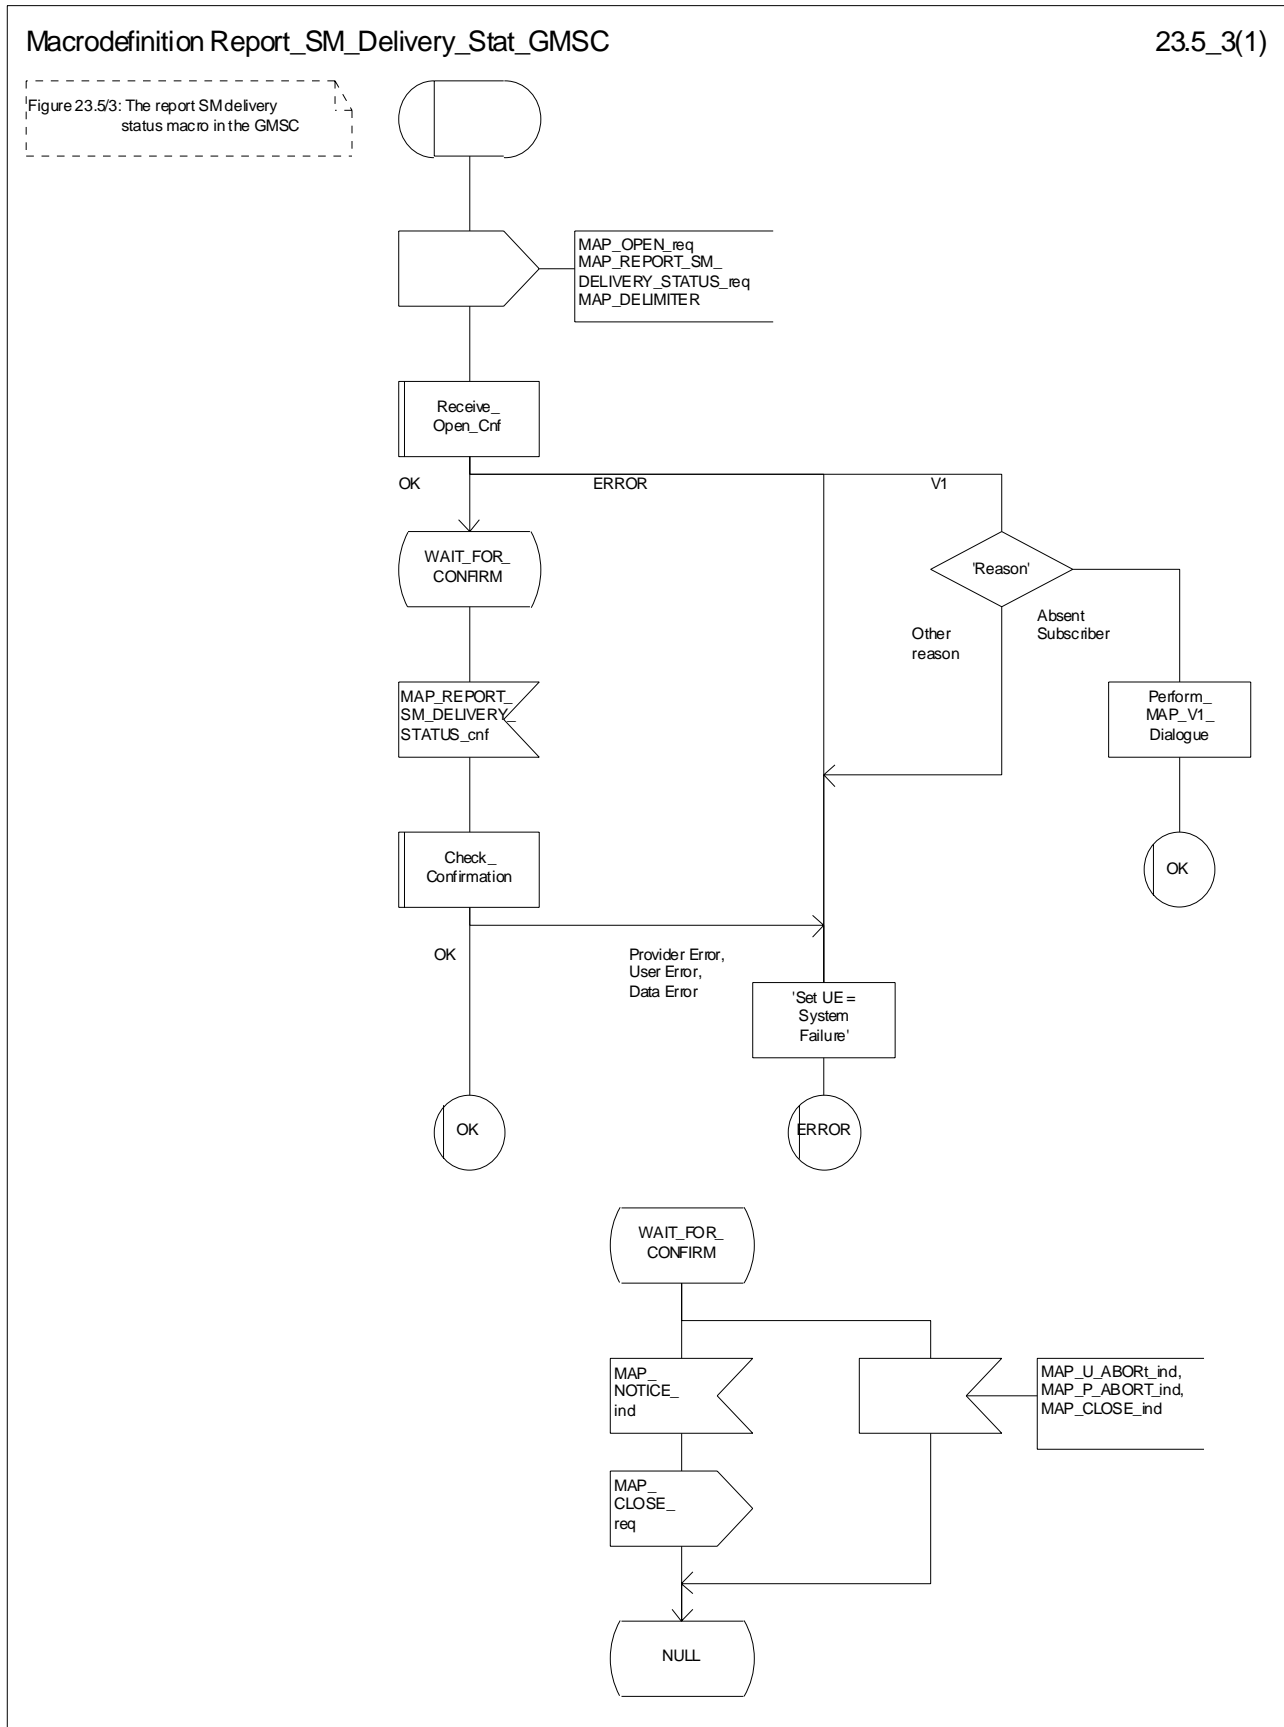 Macrodefinition Report_SM_Delivery_Stat_GMSC
23.5_3(1)
Figure 23.5/3: The report SM delivery
status macro in the GMSC
MAP_OPEN_req
MAP_REPORT_SM_
DELIVERY_STATUS_req
MAP_DELIMITER
Receive_
Open_Cnf
OK
ERROR
V1
WAIT_FOR_
CONFIRM
'Reason'
Other
reason
Absent
Subscriber
MAP_REPORT_
SM_DELIVERY_
STATUS_cnf
Perform_
MAP_V1_
Dialogue
Check_
Confirmation
OK
OK
Provider Error,
User Error,
Data Error
'Set UE =
System
Failure'
OK
ERROR
WAIT_FOR_
CONFIRM
MAP_
NOTICE_
ind
MAP_U_ABORt_ind,
MAP_P_ABORT_ind,
MAP_CLOSE_ind
MAP_
CLOSE_
req
NULL